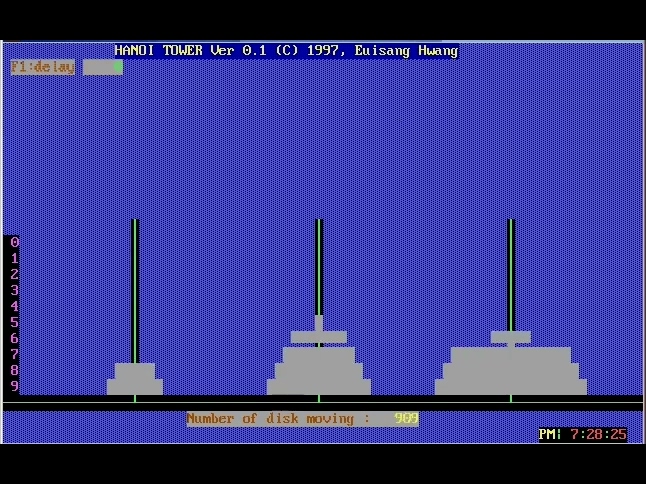 HANOI TOWER Ver 0.1 (C) 1997, Euisang Hwang
F1:delay
0
1
2
3
4
5
6
7
8
9
Number of disk moving : 909
PM: 7:28:25